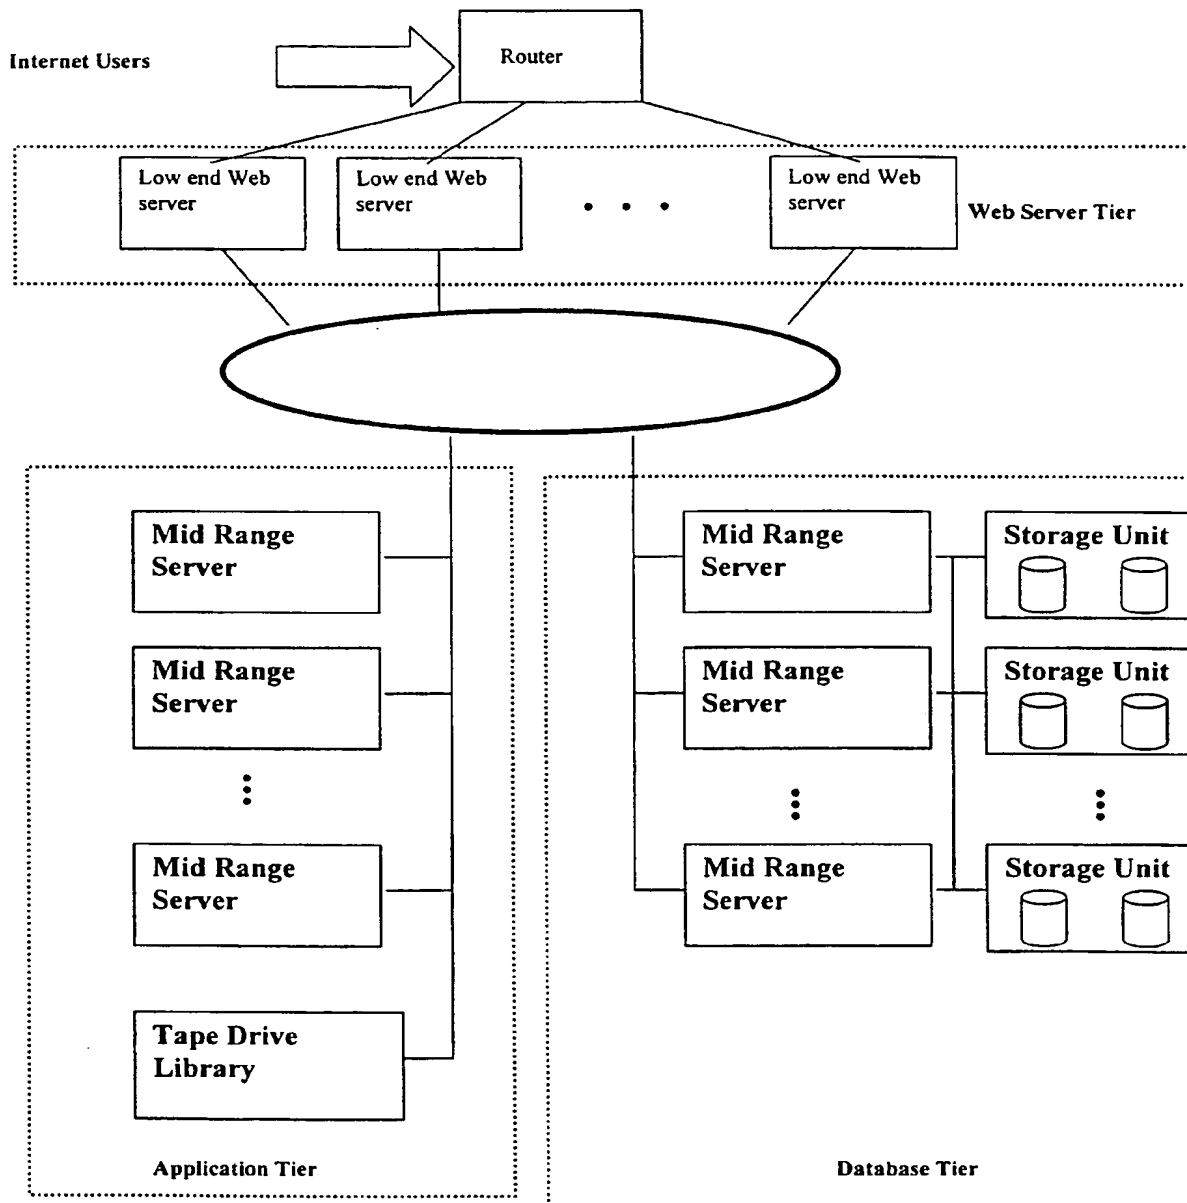 Internet Users
Router
Low end Web
server
Low end Web
server
Low end Web
server
Web Server Tier
Mid Range
Server
Mid Range
Server
Mid Range
Server
Tape Drive
Library
Application Tier
Mid Range
Server
Storage Unit
Mid Range
Server
Storage Unit
Mid Range
Server
Storage Unit
Database Tier